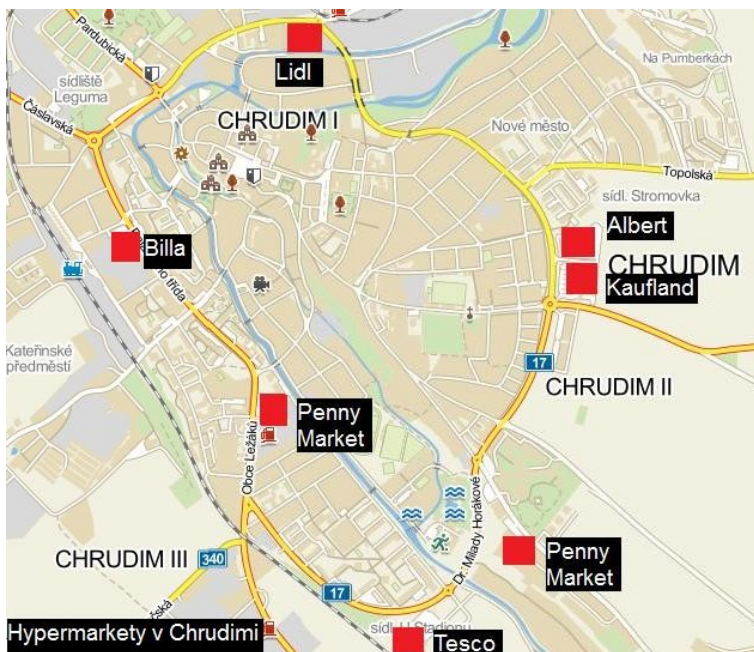 Pardubická
sídliště
Leguma
Čáslavská
Lidl
CHRUDIM I
Na Pumberkách
Nové město
Topolská
sídl. Stromovka
Albert
CHRUDIM
Kaufland
Billa
třída
Kateřinské
předměstí
17
CHRUDIM II
Penny
Market
Obce Ležáků
CHRUDIM III
340
17
Dr. Milady Horákové
Penny
Market
Hypermarkety v Chrudimi
Tesco